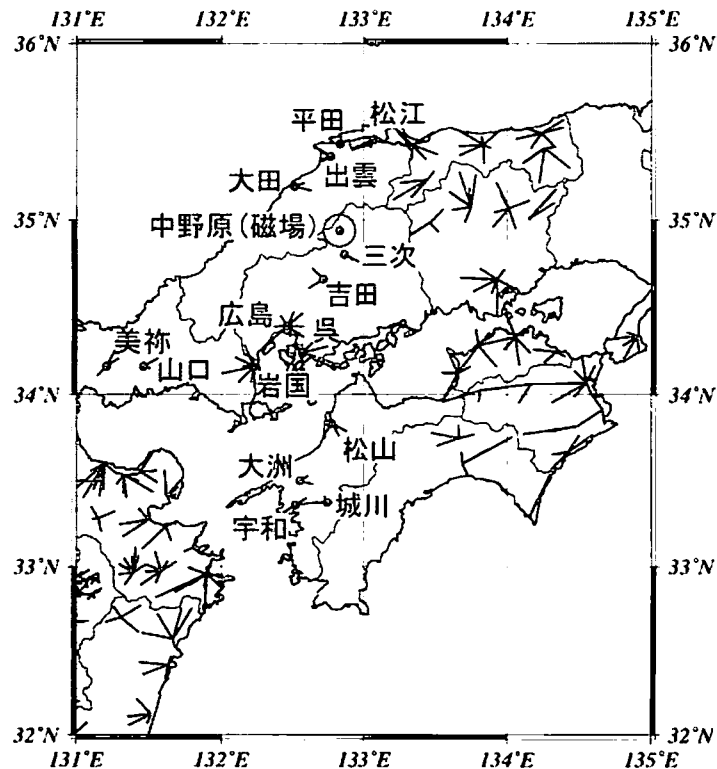 131°E 132°E 133°E 134°E 135°E
36°N 36°N
平田 松江
大田 出雲
35°N 35°N
中野原(磁場)
三次
吉田
広島 呉
美祢
山口 岩国
34°N 34°N
松山
大洲
城川
宇和
33°N 33°N
32°N 32°N
131°E 132°E 133°E 134°E 135°E